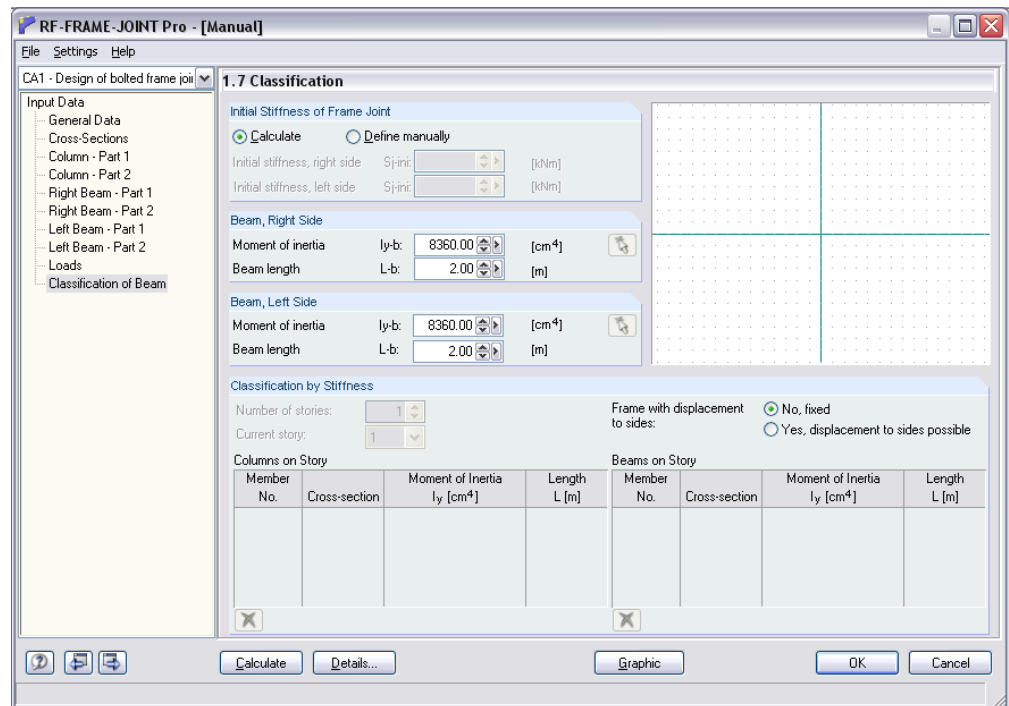 RF-FRAME-JOINT Pro - [Manual]
File Settings Help
CA1 - Design of bolted frame joi
1.7 Classification
Input Data
General Data
Cross-Sections
Column - Part 1
Column - Part 2
Right Beam - Part 1
Right Beam - Part 2
Left Beam - Part 1
Left Beam - Part 2
Loads
Classification of Beam
Initial Stiffness of Frame Joint
Calculate Define manually
Initial stiffness, right side Sj-ini: [kNm]
Initial stiffness, left side Sj-ini: [kNm]
Beam, Right Side
Moment of inertia Iy-b: 8360.00 [cm⁴]
Beam length L-b: 2.00 [m]
Beam, Left Side
Moment of inertia Iy-b: 8360.00 [cm⁴]
Beam length L-b: 2.00 [m]
Classification by Stiffness
Number of stories: 1
Current story: 1
Frame with displacement to sides:
No, fixed
Yes, displacement to sides possible
Columns on Story
Member No. Cross-section Moment of Inertia Iy [cm⁴] Length L [m]
Beams on Story
Member No. Cross-section Moment of Inertia Iy [cm⁴] Length L [m]
Calculate Details... Graphic OK Cancel